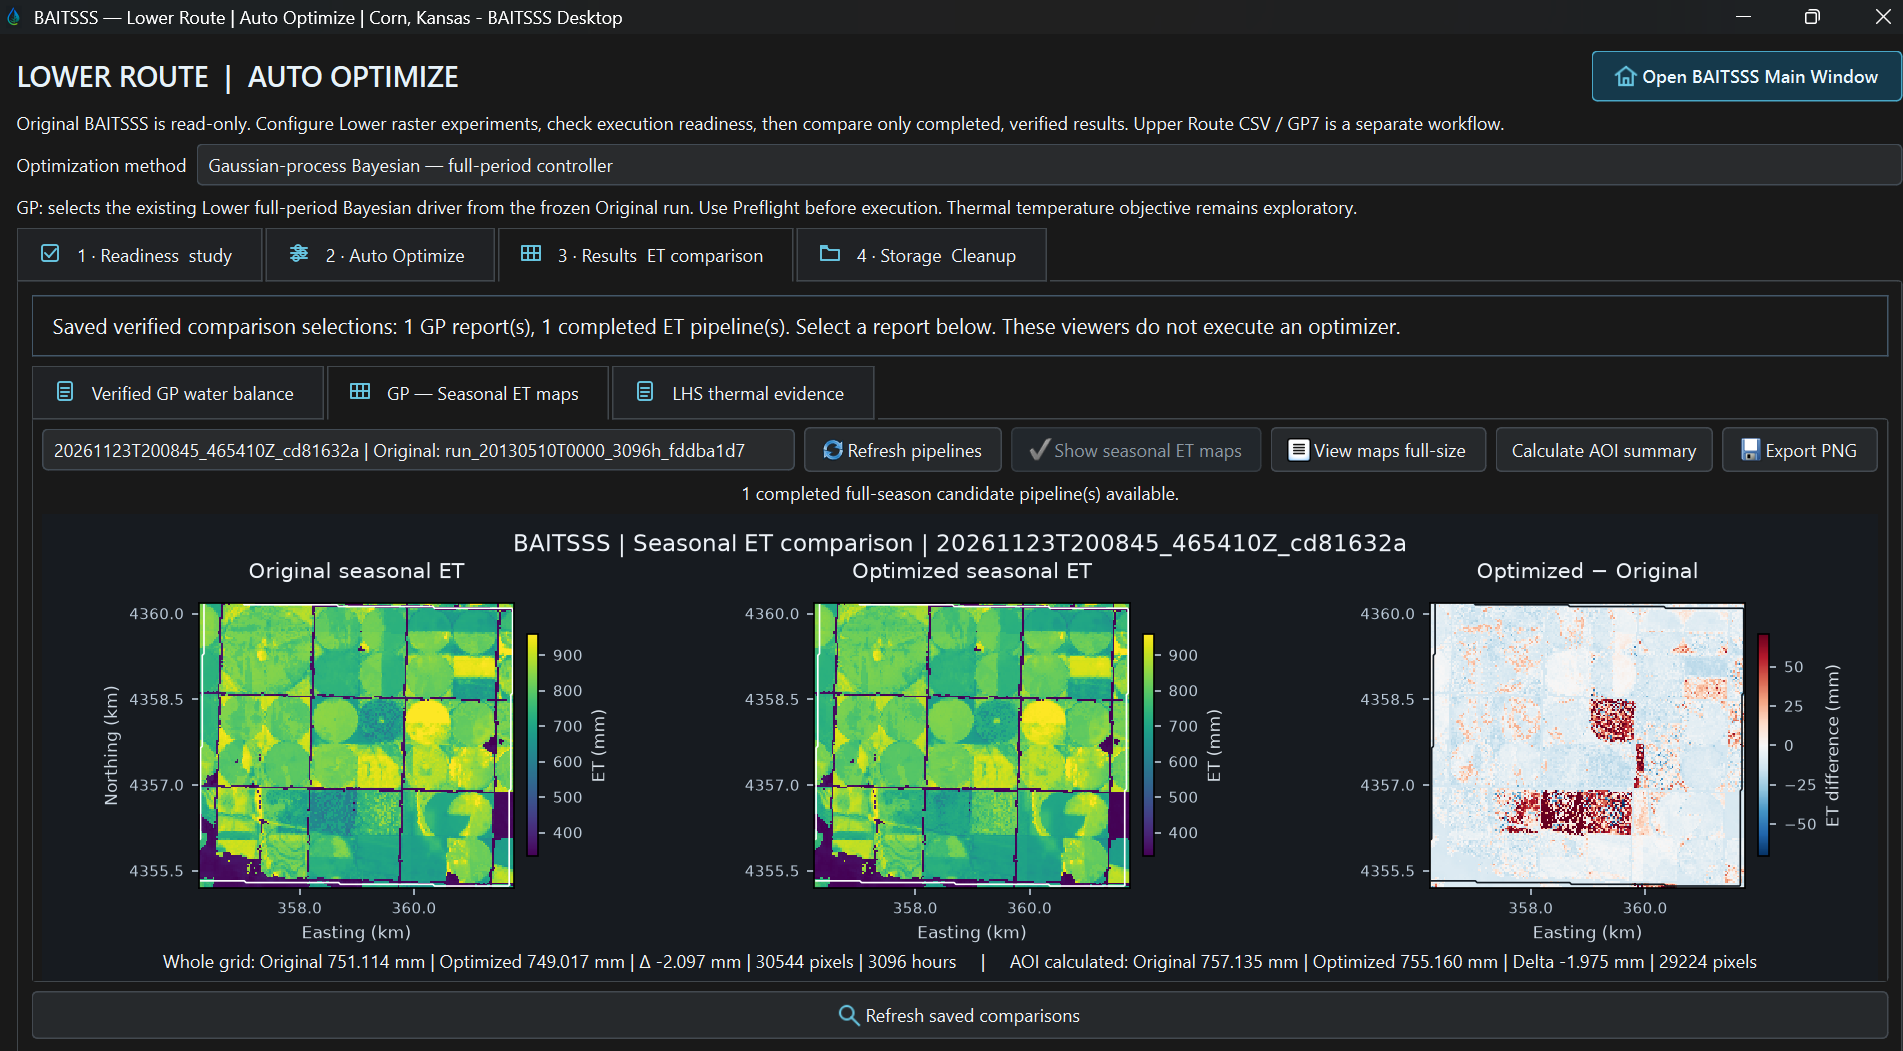 BAITSSS — Lower Route | Auto Optimize | Corn, Kansas - BAITSSS Desktop
LOWER ROUTE | AUTO OPTIMIZE
Open BAITSSS Main Window
Original BAITSSS is read-only. Configure Lower raster experiments, check execution readiness, then compare only completed, verified results. Upper Route CSV / GP7 is a separate workflow.
Optimization method
Gaussian-process Bayesian — full-period controller
GP: selects the existing Lower full-period Bayesian driver from the frozen Original run. Use Preflight before execution. Thermal temperature objective remains exploratory.
1 · Readiness study
2 · Auto Optimize
3 · Results ET comparison
4 · Storage Cleanup
Saved verified comparison selections: 1 GP report(s), 1 completed ET pipeline(s). Select a report below. These viewers do not execute an optimizer.
Verified GP water balance
GP — Seasonal ET maps
LHS thermal evidence
20261123T200845_465410Z_cd81632a | Original: run_20130510T0000_3096h_fddba1d7
Refresh pipelines
Show seasonal ET maps
View maps full-size
Calculate AOI summary
Export PNG
1 completed full-season candidate pipeline(s) available.
BAITSSS | Seasonal ET comparison | 20261123T200845_465410Z_cd81632a
Original seasonal ET
Northing (km)
4360.0
4358.5
4357.0
4355.5
358.0
360.0
Easting (km)
900
800
700
600
500
400
ET (mm)
Optimized seasonal ET
4360.0
4358.5
4357.0
4355.5
358.0
360.0
Easting (km)
900
800
700
600
500
400
ET (mm)
Optimized − Original
4360.0
4358.5
4357.0
4355.5
358.0
360.0
Easting (km)
50
25
0
−25
−50
ET difference (mm)
Whole grid: Original 751.114 mm | Optimized 749.017 mm | Δ -2.097 mm | 30544 pixels | 3096 hours | AOI calculated: Original 757.135 mm | Optimized 755.160 mm | Delta -1.975 mm | 29224 pixels
Refresh saved comparisons